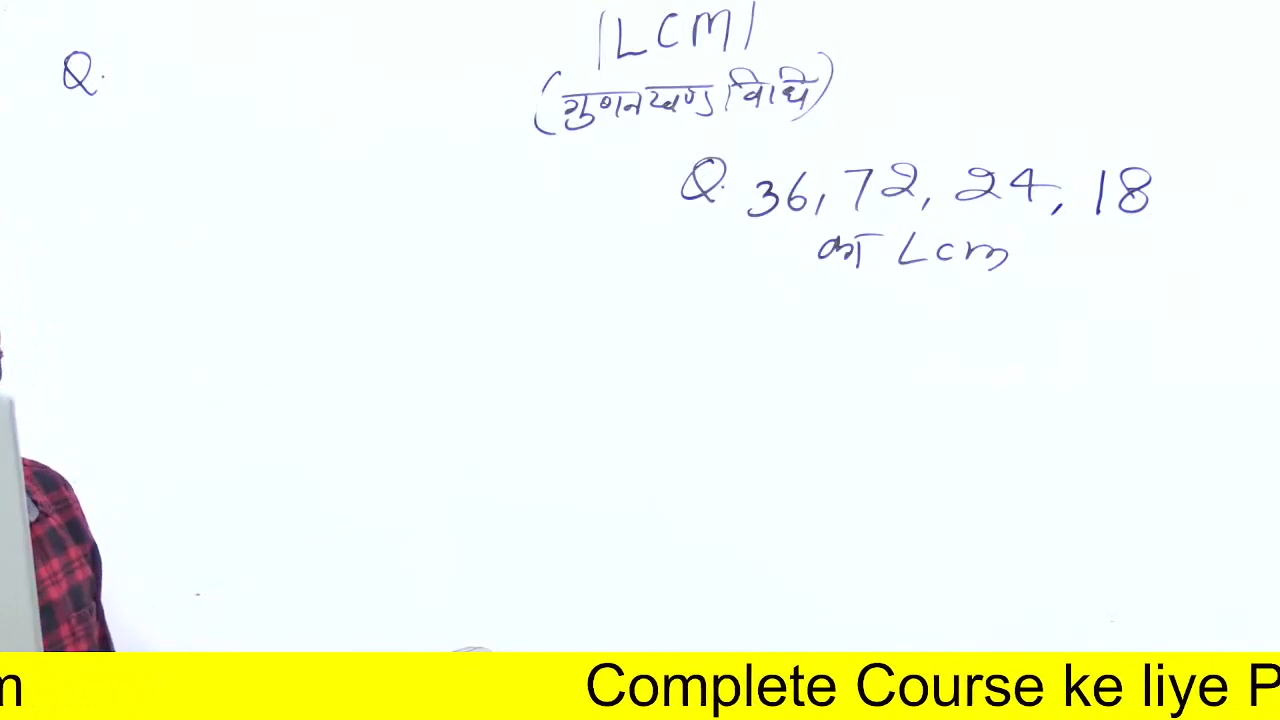 |LCM|
(गुणनखण्ड विधि)
Q.
Q. 36, 72, 24, 18
का Lcm
m Complete Course ke liye P